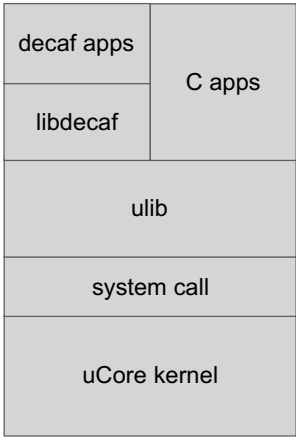 decaf apps
C apps
libdecaf
ulib
system call
uCore kernel